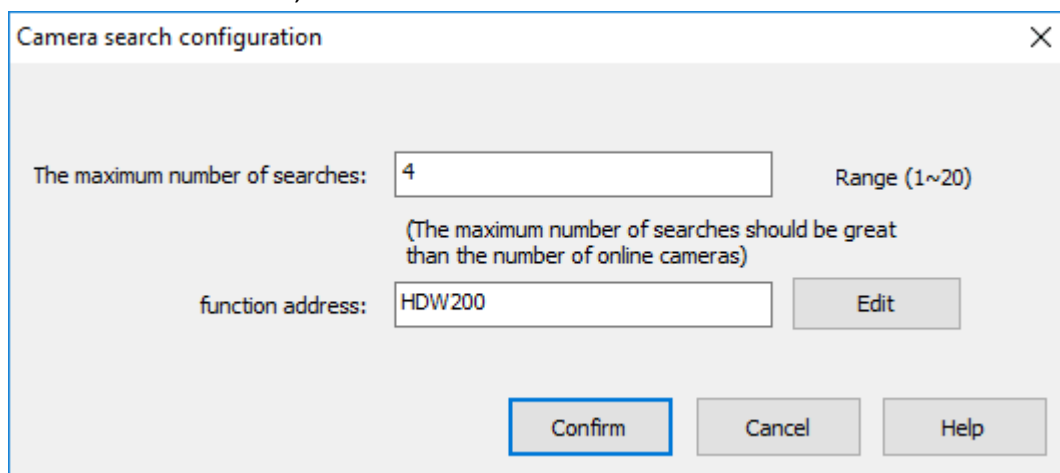 Camera search configuration
The maximum number of searches: 4 Range (1~20)
(The maximum number of searches should be great
than the number of online cameras)
function address: HDW200 Edit
Confirm Cancel Help